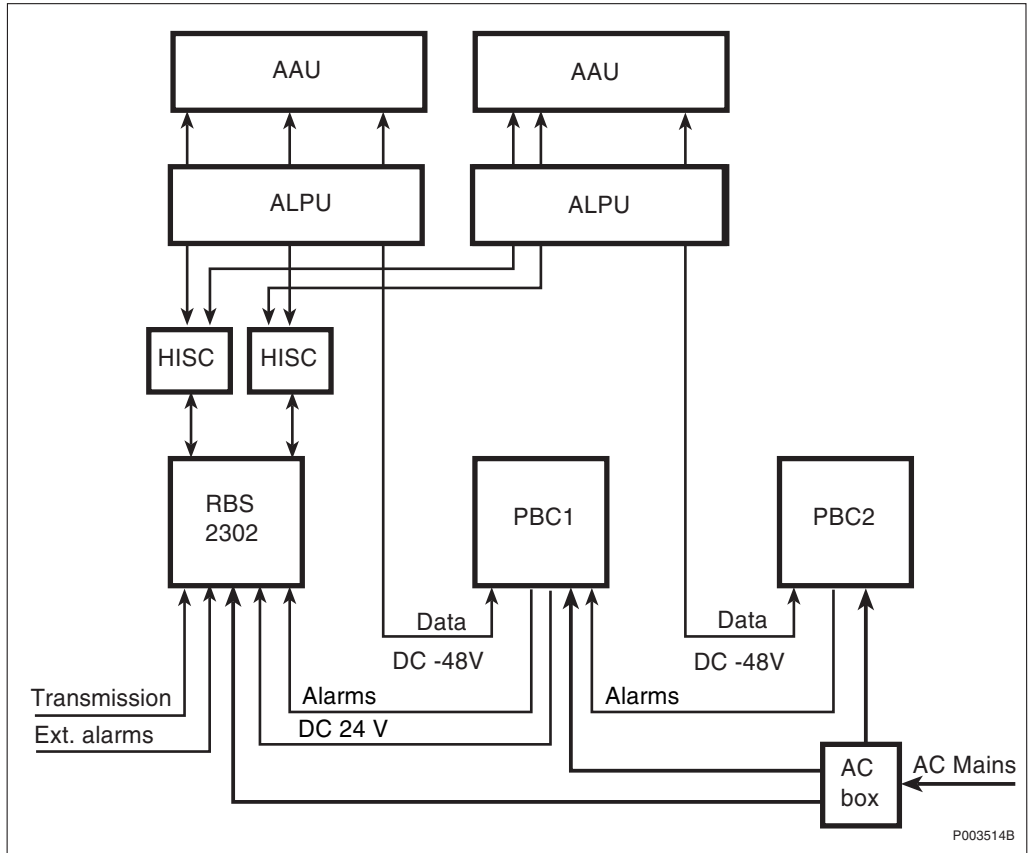 AAU
AAU
ALPU
ALPU
HISC
HISC
RBS
2302
PBC1
PBC2
Data
DC -48V
Data
DC -48V
Transmission
Alarms
Alarms
Ext. alarms
DC 24 V
AC
box
AC Mains
P003514B